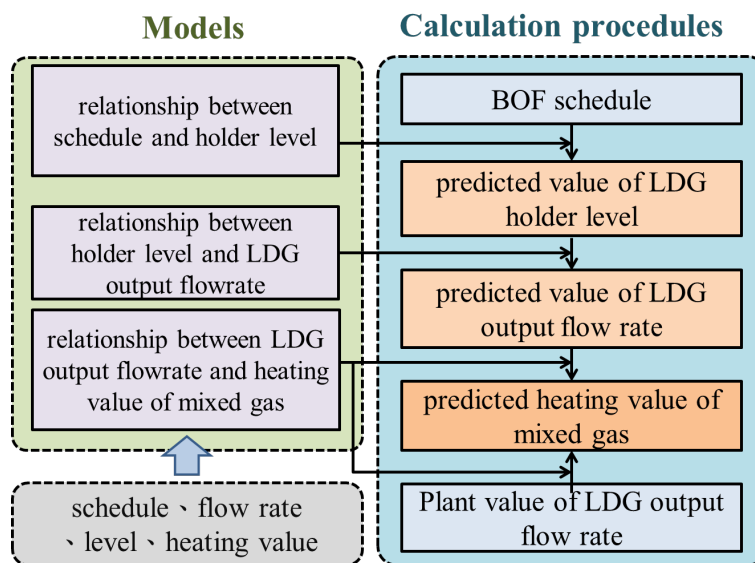 Models
relationship between
schedule and holder level
relationship between
holder level and LDG
output flowrate
relationship between LDG
output flowrate and heating
value of mixed gas
schedule、flow rate
、level、heating value
Calculation procedures
BOF schedule
predicted value of LDG
holder level
predicted value of LDG
output flow rate
predicted heating value of
mixed gas
Plant value of LDG output
flow rate